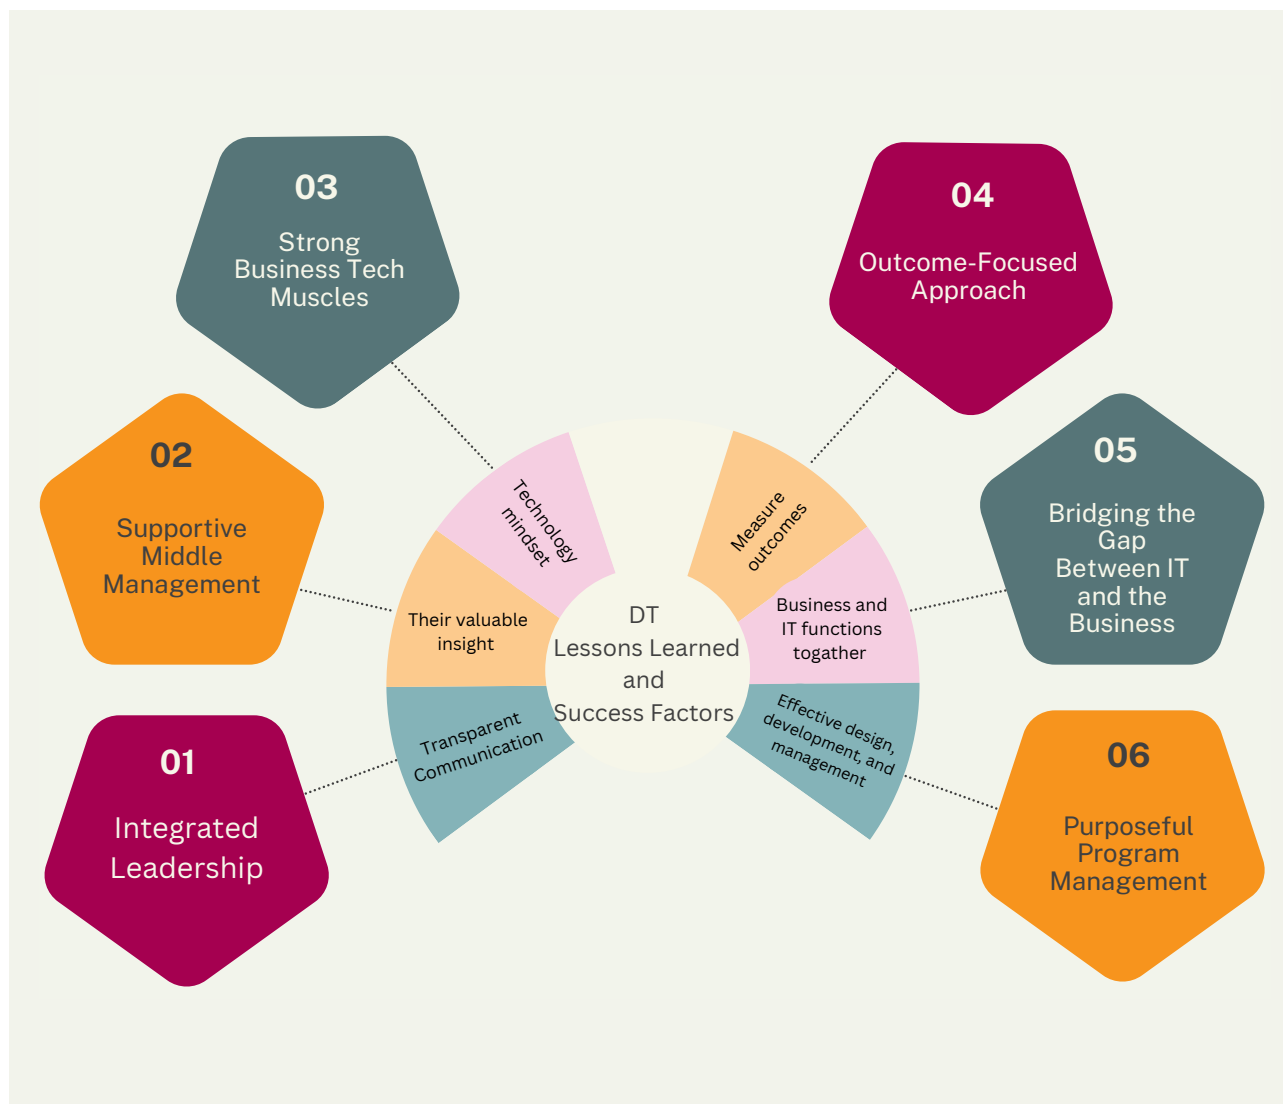 03
Strong
Business Tech
Muscles
04
Outcome-Focused
Approach
02
Supportive
Middle
Management
05
Bridging the
Gap
Between IT
and the
Business
01
Integrated
Leadership
06
Purposeful
Program
Management
Technology
mindset
Their valuable
insight
Transparent
Communication
Measure
outcomes
Business and
IT functions
togather
Effective design,
development, and
management
DT
Lessons Learned
and
Success Factors